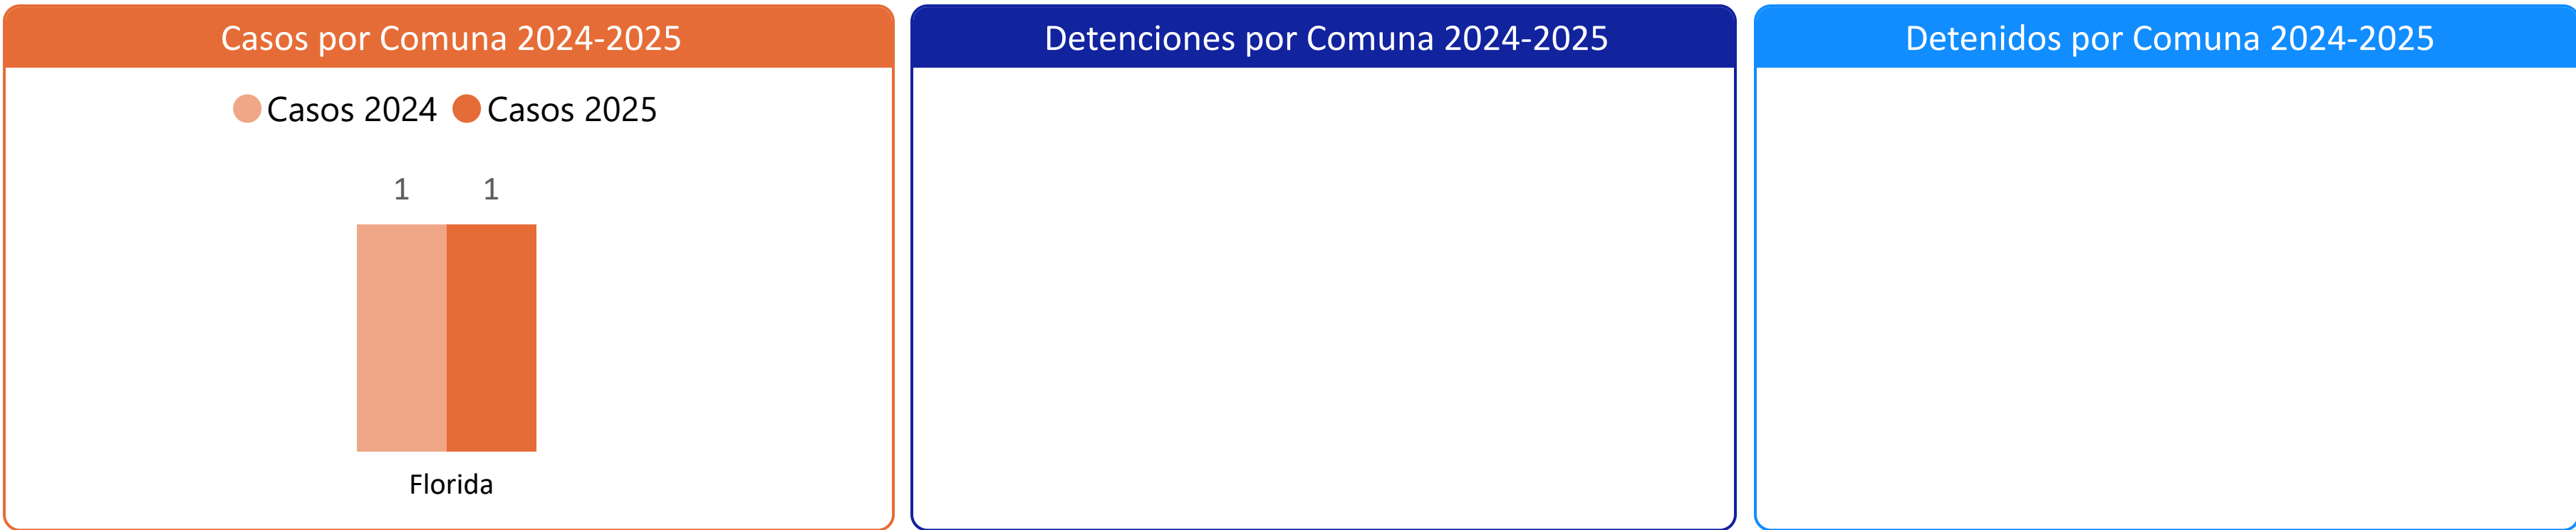 Casos por Comuna 2024-2025
Casos 2024 Casos 2025
1 1
Florida
Detenciones por Comuna 2024-2025
Detenidos por Comuna 2024-2025